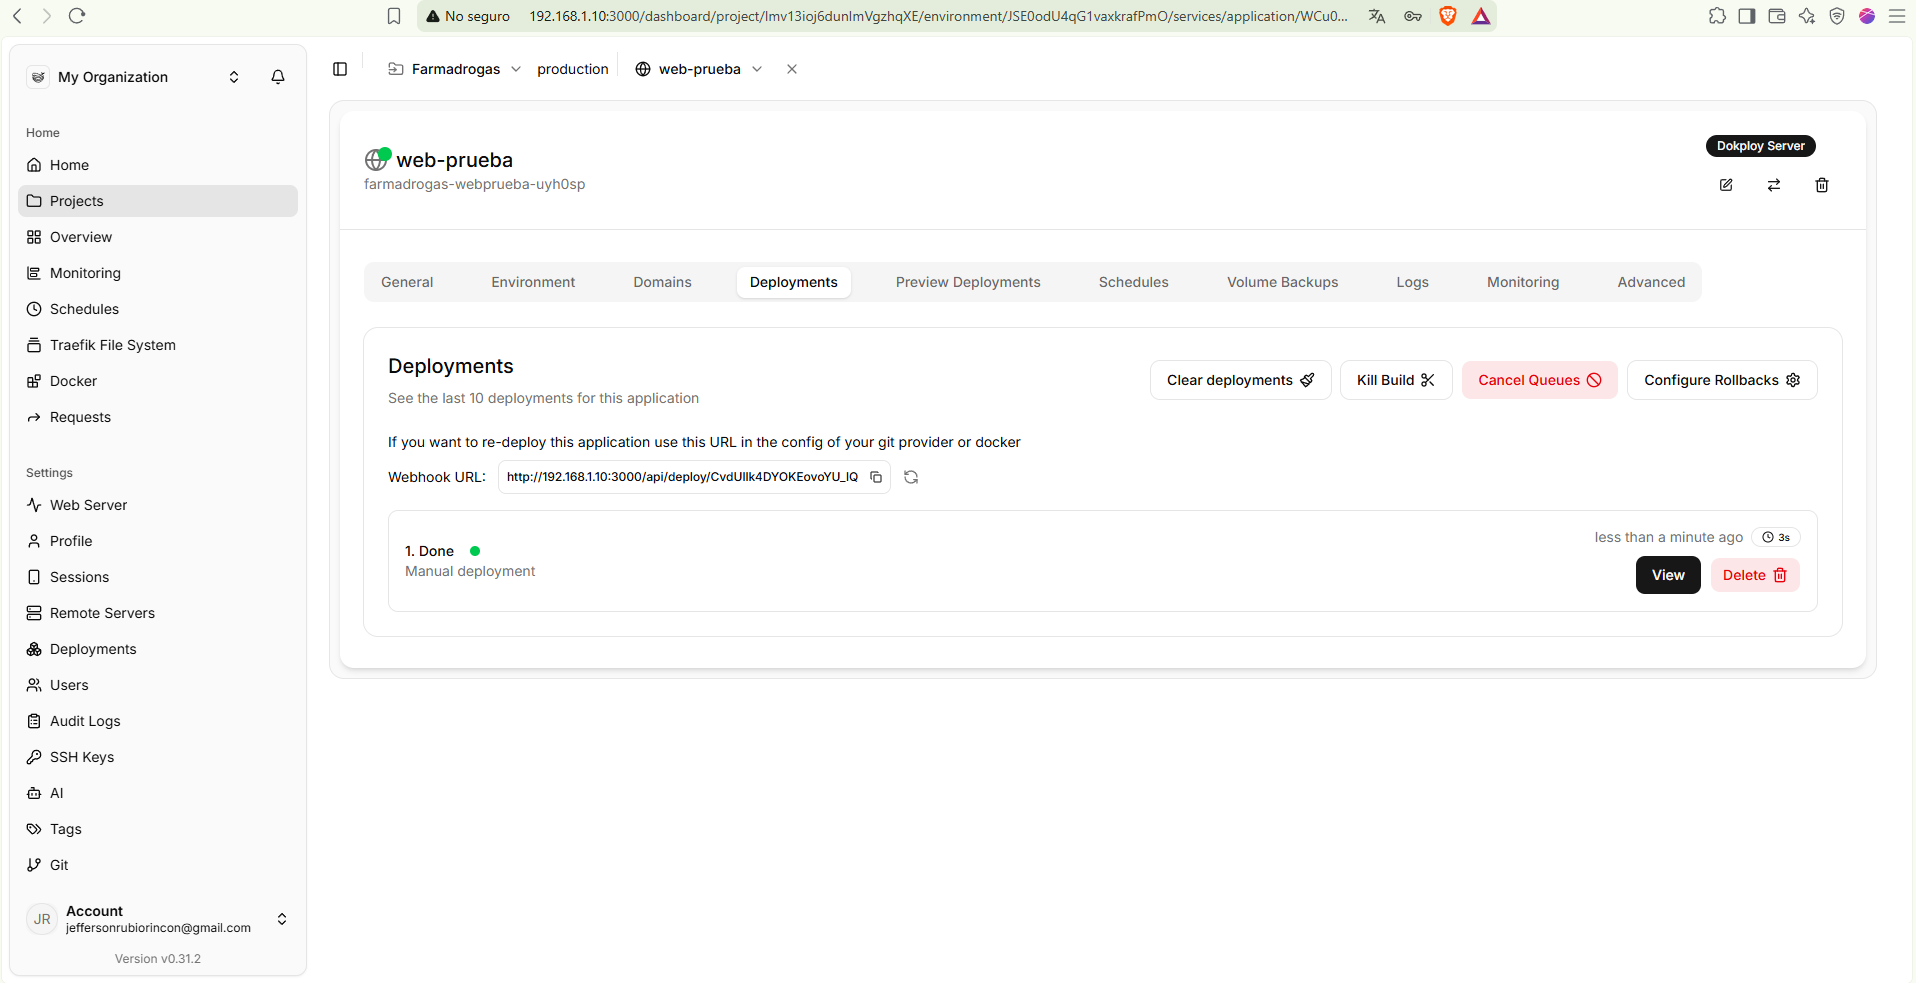 No seguro
192.168.1.10:3000/dashboard/project/lmv13ioj6dunlmVgzhqXE/environment/JSE0odU4qG1vaxkrafPmO/services/application/WCu0...
My Organization
Home
Home
Projects
Overview
Monitoring
Schedules
Traefik File System
Docker
Requests
Settings
Web Server
Profile
Sessions
Remote Servers
Deployments
Users
Audit Logs
SSH Keys
AI
Tags
Git
JR
Account
jeffersonrubiorincon@gmail.com
Version v0.31.2
Farmadrogas
production
web-prueba
web-prueba
farmadrogas-webprueba-uyh0sp
Dokploy Server
General
Environment
Domains
Deployments
Preview Deployments
Schedules
Volume Backups
Logs
Monitoring
Advanced
Deployments
See the last 10 deployments for this application
Clear deployments
Kill Build
Cancel Queues
Configure Rollbacks
If you want to re-deploy this application use this URL in the config of your git provider or docker
Webhook URL: http://192.168.1.10:3000/api/deploy/CvdUllk4DYOKEovoYU_lQ
1. Done
Manual deployment
less than a minute ago
3s
View
Delete